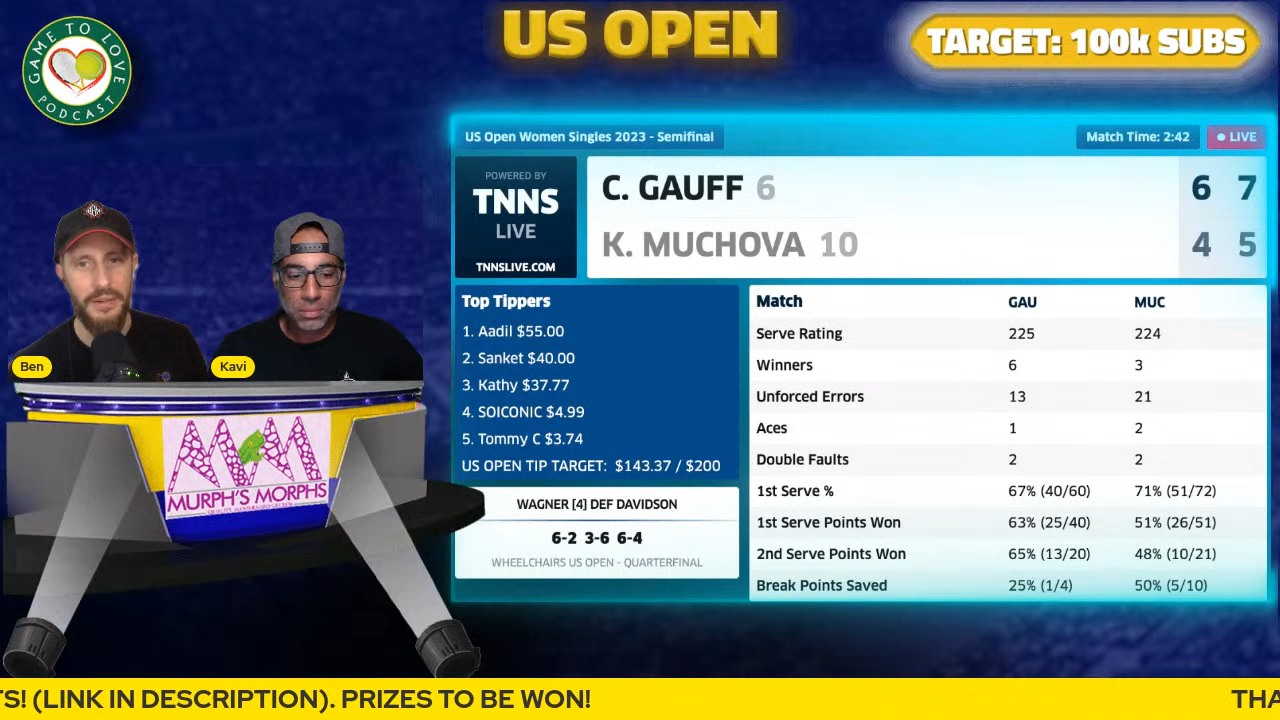 GAME TO LOVE
PODCAST
US OPEN
TARGET: 100k SUBS
US Open Women Singles 2023 - Semifinal
Match Time: 2:42
LIVE
POWERED BY
TNNS
LIVE
TNNSLIVE.COM
C. GAUFF 6 6 7
K. MUCHOVA 10 4 5
Top Tippers
1. Aadil $55.00
2. Sanket $40.00
3. Kathy $37.77
4. SOICONIC $4.99
5. Tommy C $3.74
US OPEN TIP TARGET: $143.37 / $200
WAGNER [4] DEF DAVIDSON
6-2 3-6 6-4
WHEELCHAIRS US OPEN - QUARTERFINAL
Match GAU MUC
Serve Rating 225 224
Winners 6 3
Unforced Errors 13 21
Aces 1 2
Double Faults 2 2
1st Serve % 67% (40/60) 71% (51/72)
1st Serve Points Won 63% (25/40) 51% (26/51)
2nd Serve Points Won 65% (13/20) 48% (10/21)
Break Points Saved 25% (1/4) 50% (5/10)
Ben
Kavi
MM
MURPH'S MORPHS
TS! (LINK IN DESCRIPTION). PRIZES TO BE WON! THA